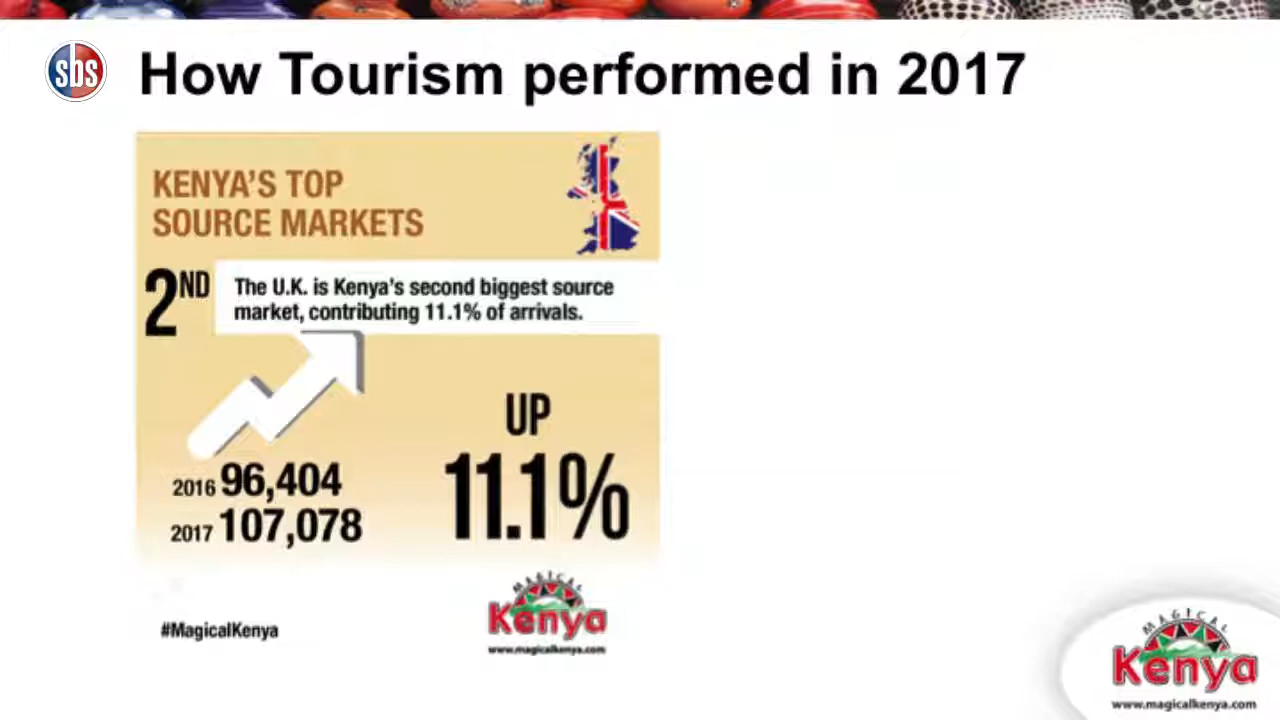 sbs
How Tourism performed in 2017
KENYA'S TOP
SOURCE MARKETS
2ND
The U.K. is Kenya's second biggest source
market, contributing 11.1% of arrivals.
UP
11.1%
2016 96,404
2017 107,078
#MagicalKenya
MAGICAL
Kenya
www.magicalkenya.com
MAGICAL
Kenya
www.magicalkenya.com